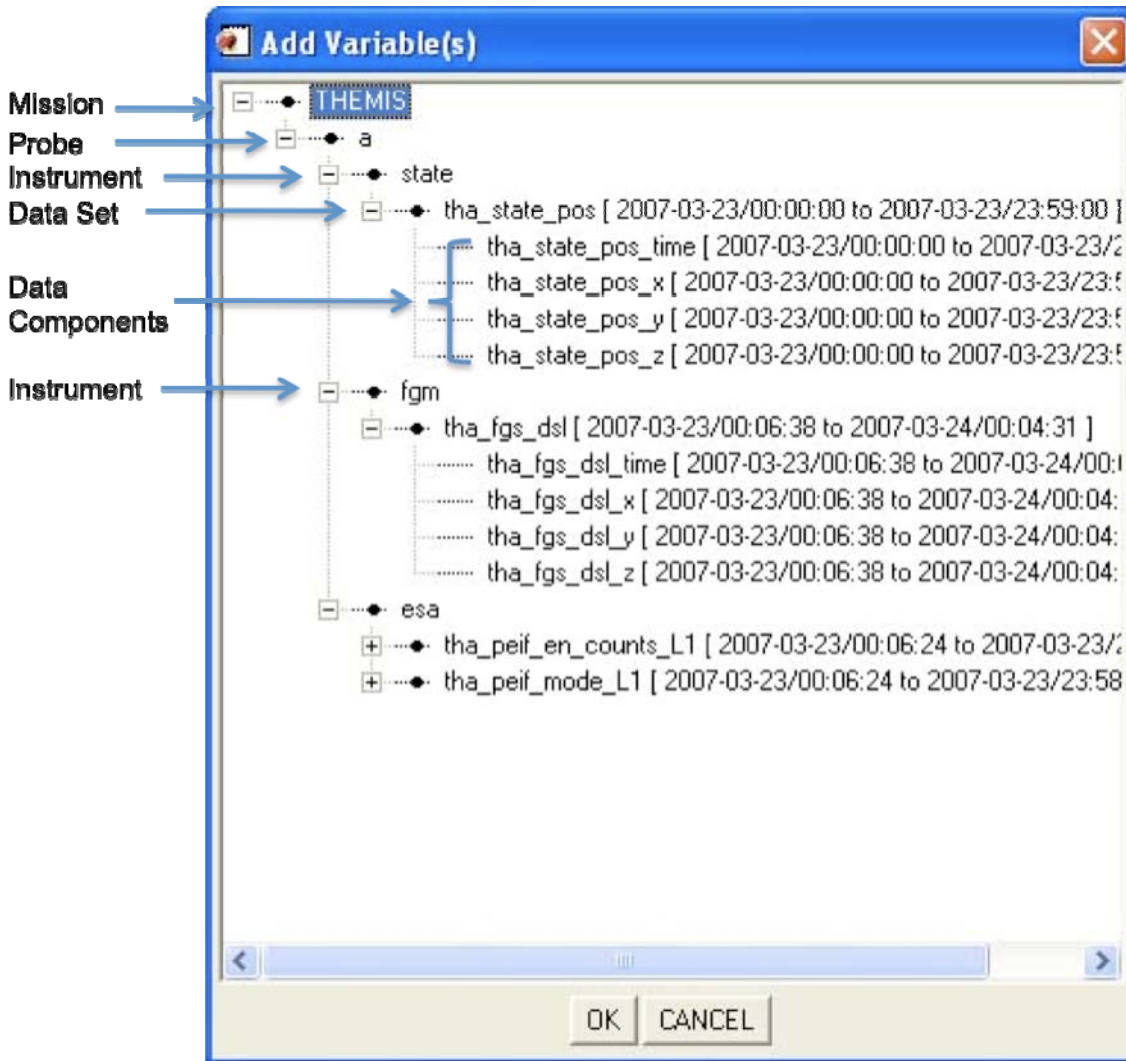 Add Variable(s)
Mission
THEMIS
Probe
a
Instrument
state
Data Set
tha_state_pos [ 2007-03-23/00:00:00 to 2007-03-23/23:59:00 ]
tha_state_pos_time [ 2007-03-23/00:00:00 to 2007-03-23/2
Data
Components
tha_state_pos_x [ 2007-03-23/00:00:00 to 2007-03-23/23:5
tha_state_pos_y [ 2007-03-23/00:00:00 to 2007-03-23/23:5
tha_state_pos_z [ 2007-03-23/00:00:00 to 2007-03-23/23:5
Instrument
fgm
tha_fgs_dsl [ 2007-03-23/00:06:38 to 2007-03-24/00:04:31 ]
tha_fgs_dsl_time [ 2007-03-23/00:06:38 to 2007-03-24/00:0
tha_fgs_dsl_x [ 2007-03-23/00:06:38 to 2007-03-24/00:04:
tha_fgs_dsl_y [ 2007-03-23/00:06:38 to 2007-03-24/00:04:
tha_fgs_dsl_z [ 2007-03-23/00:06:38 to 2007-03-24/00:04:
esa
tha_peif_en_counts_L1 [ 2007-03-23/00:06:24 to 2007-03-23/2
tha_peif_mode_L1 [ 2007-03-23/00:06:24 to 2007-03-23/23:58
OK
CANCEL